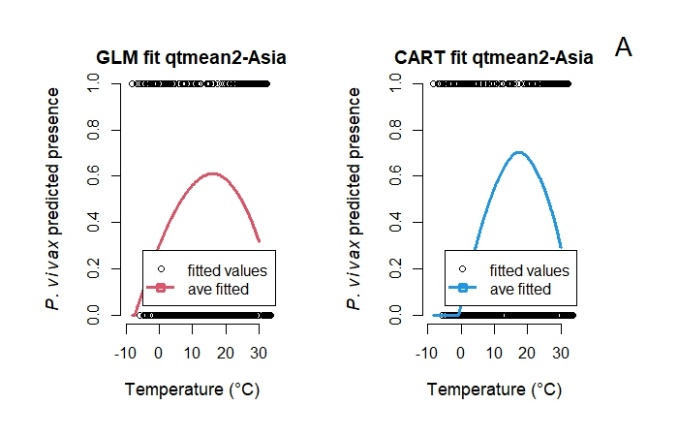 GLM fit qtmean2-Asia
P. vivax predicted presence
1.0
0.8
0.6
0.4
0.2
0.0
fitted values
ave fitted
-10 0 10 20 30
Temperature (°C)
CART fit qtmean2-Asia
A
P. vivax predicted presence
1.0
0.8
0.6
0.4
0.2
0.0
fitted values
ave fitted
-10 0 10 20 30
Temperature (°C)